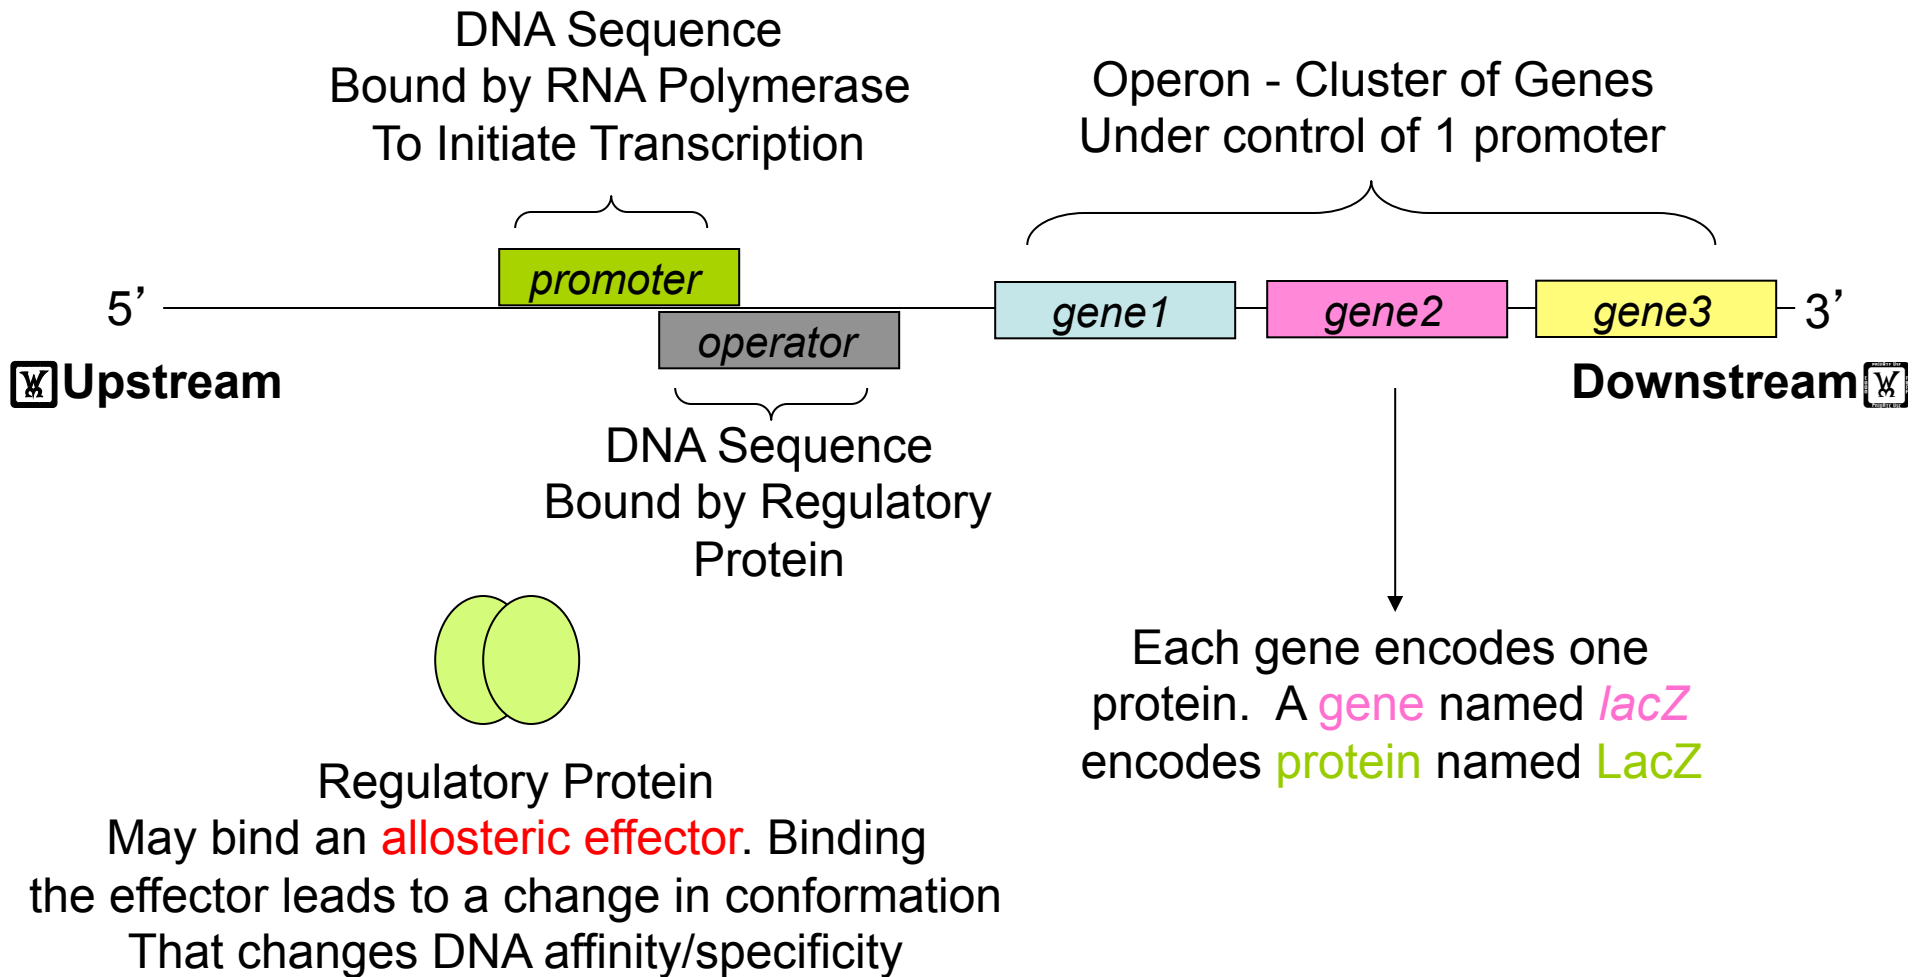 DNA Sequence
Bound by RNA Polymerase
To Initiate Transcription
Operon - Cluster of Genes
Under control of 1 promoter
promoter
5’
gene1
gene2
gene3
3’
operator
Upstream
Downstream
DNA Sequence
Bound by Regulatory
Protein
Each gene encodes one
protein. A gene named lacZ
encodes protein named LacZ
Regulatory Protein
May bind an allosteric effector. Binding
the effector leads to a change in conformation
That changes DNA affinity/specificity